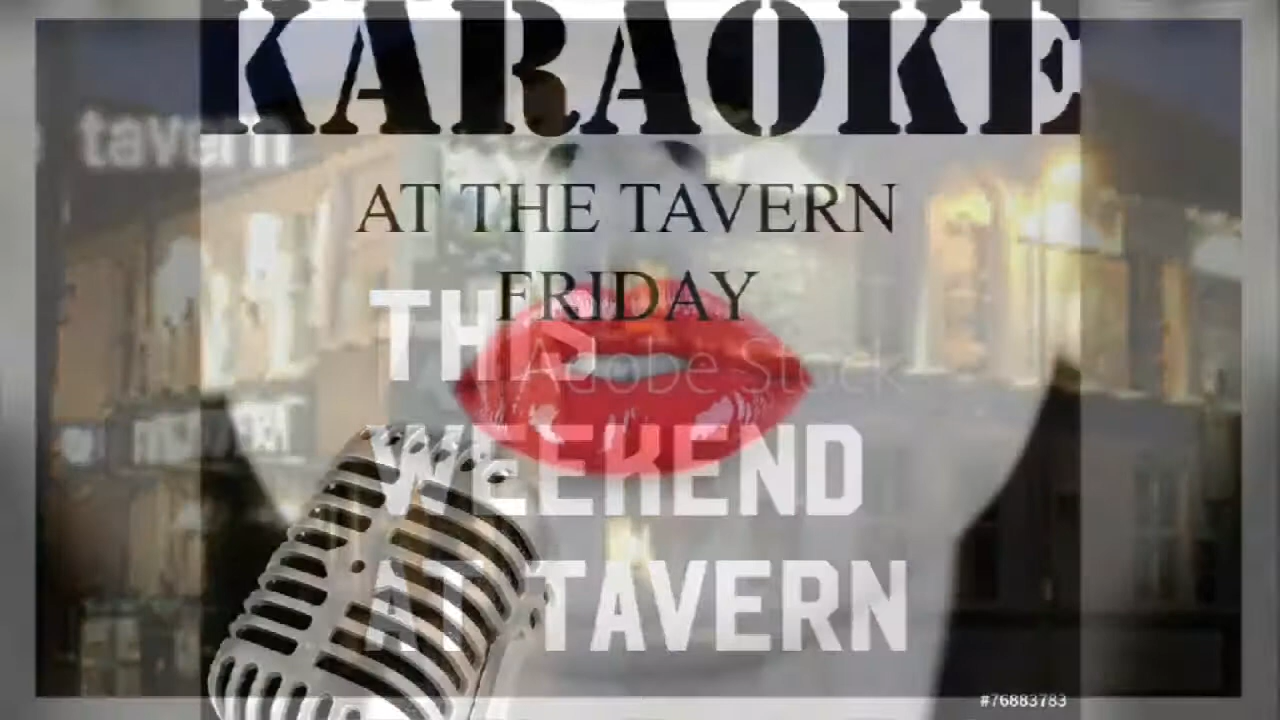 KARAOKE
tavern
AT THE TAVERN
FRIDAY
THIS
Adobe Stock
WEEKEND
AT TAVERN
#76883783